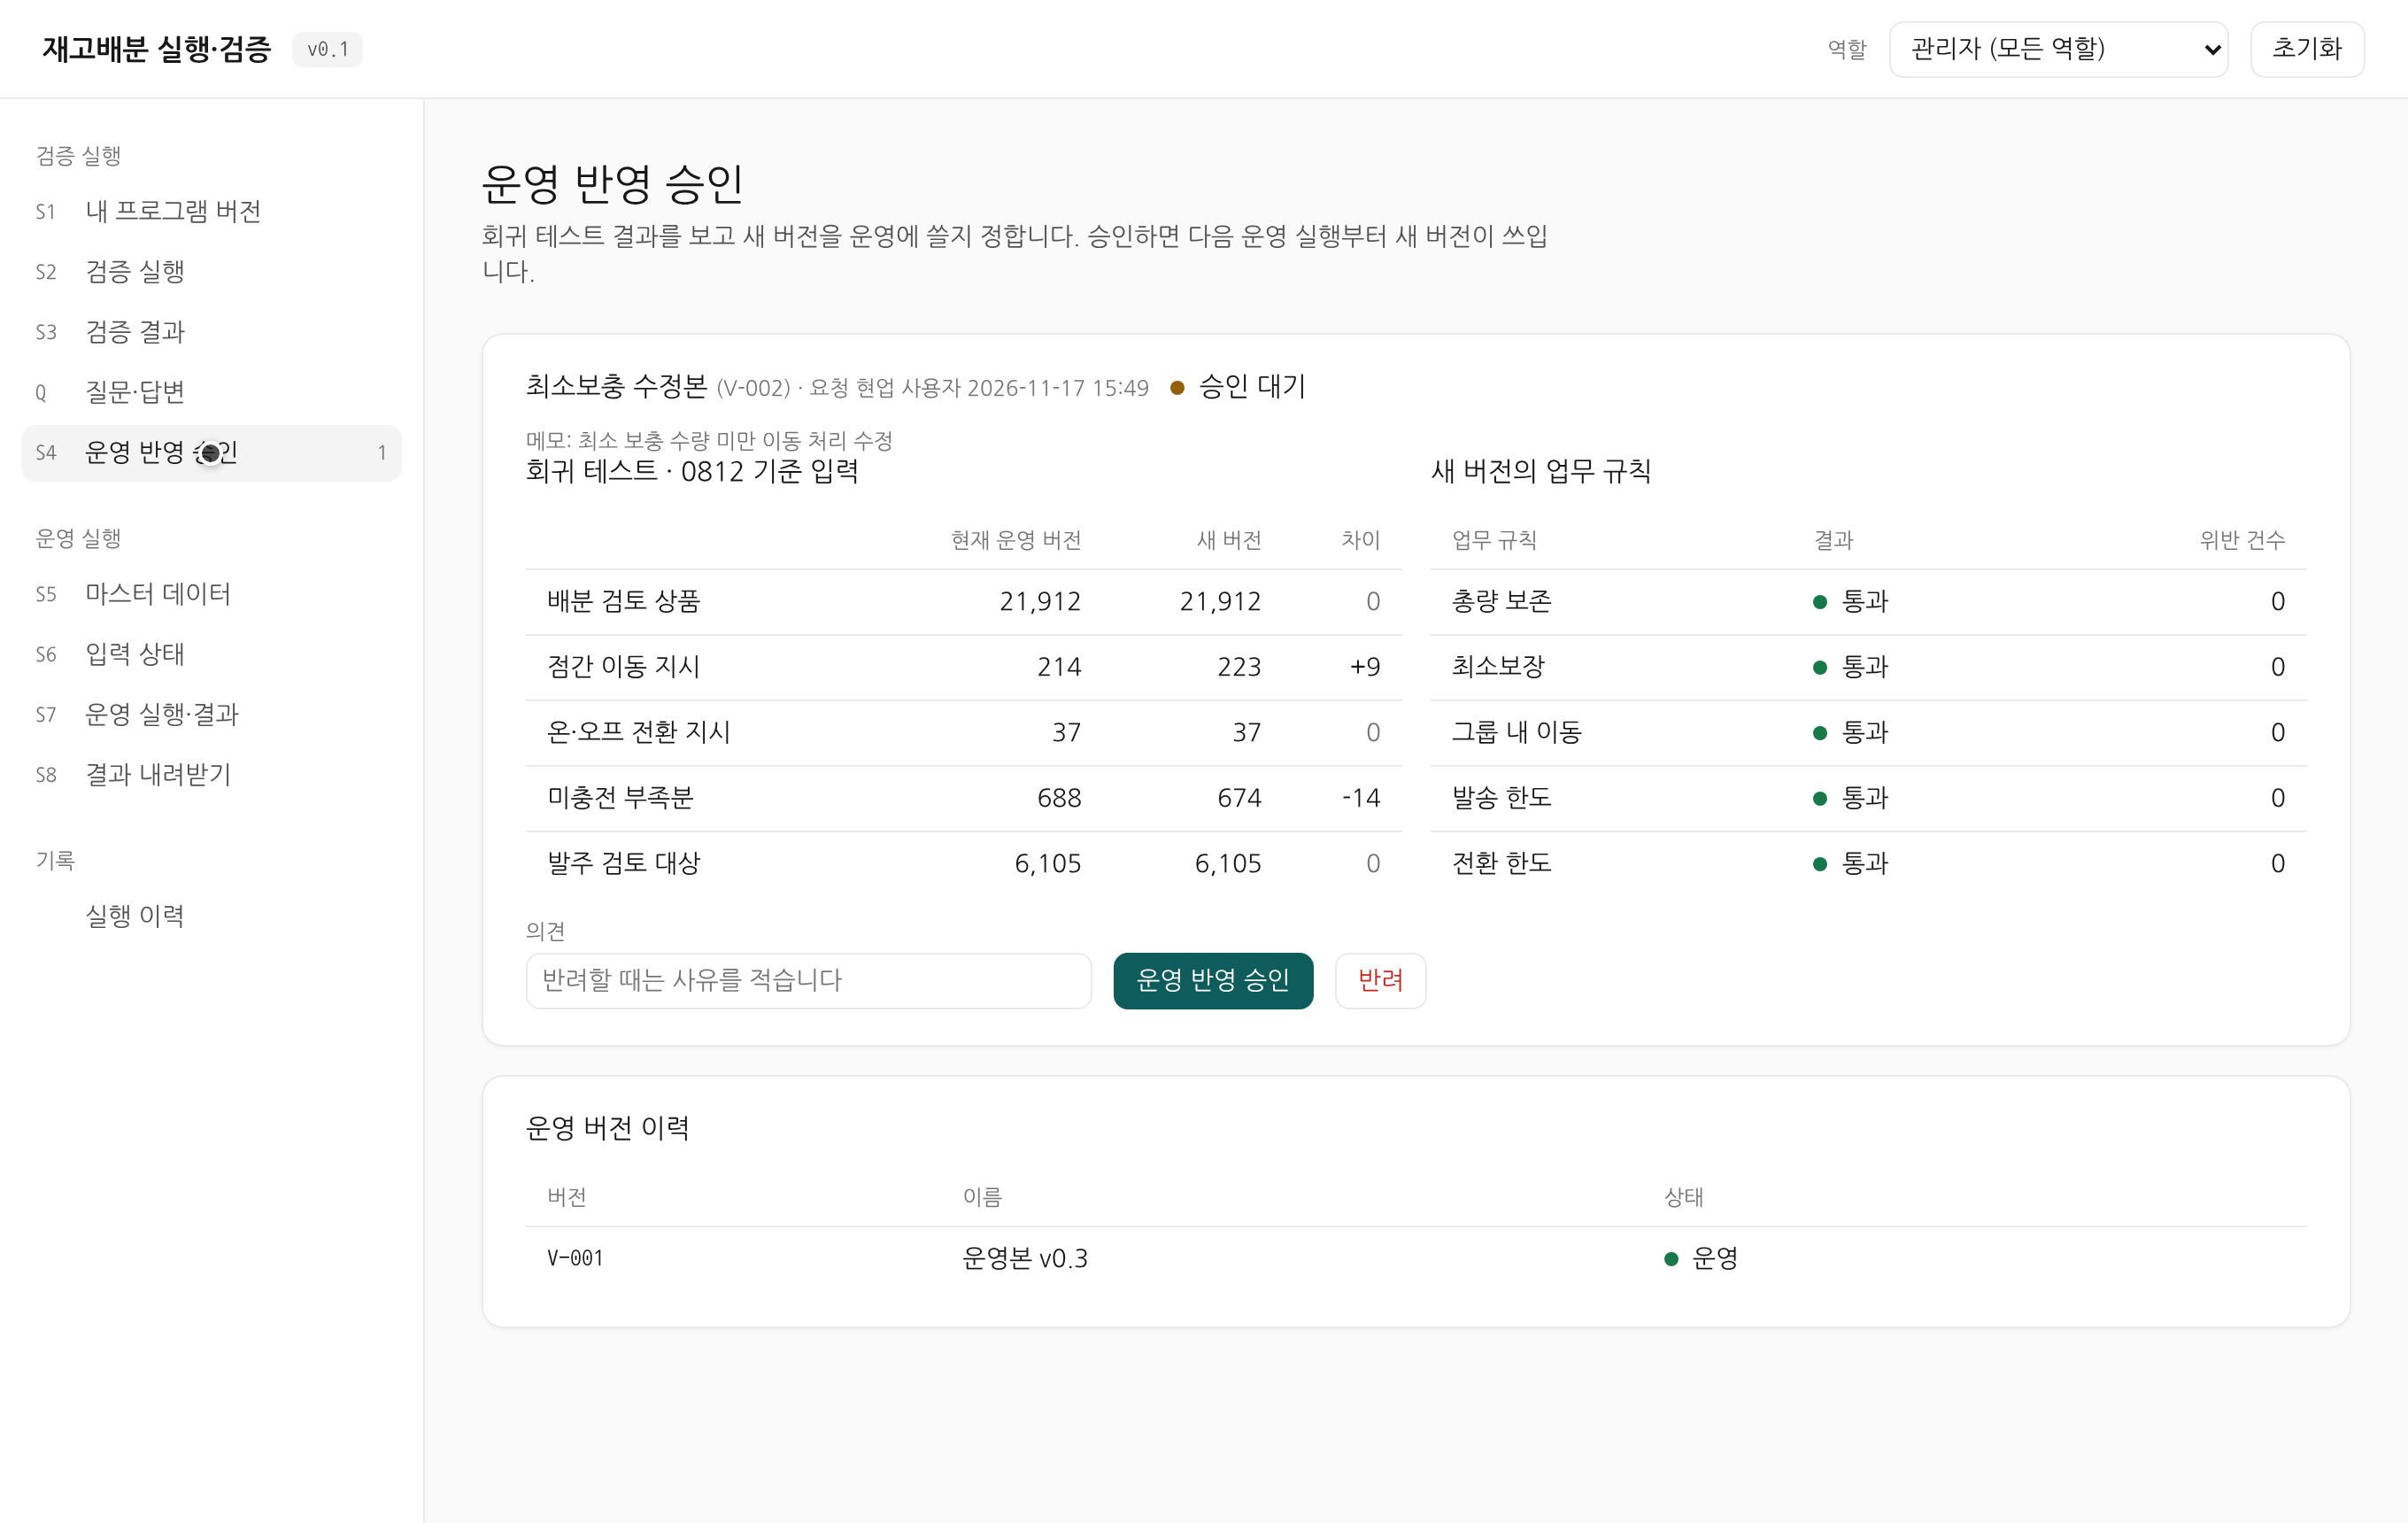 재고배분 실행·검증 v0.1
역할 관리자 (모든 역할) 초기화
검증 실행
S1 내 프로그램 버전
S2 검증 실행
S3 검증 결과
Q 질문·답변
S4 운영 반영 승인 1
운영 실행
S5 마스터 데이터
S6 입력 상태
S7 운영 실행·결과
S8 결과 내려받기
기록
실행 이력
운영 반영 승인
회귀 테스트 결과를 보고 새 버전을 운영에 쓸지 정합니다. 승인하면 다음 운영 실행부터 새 버전이 쓰입
니다.
최소보충 수정본 (V-002) · 요청 현업 사용자 2026-11-17 15:49 승인 대기
메모: 최소 보충 수량 미만 이동 처리 수정
회귀 테스트 · 0812 기준 입력
현재 운영 버전 새 버전 차이
배분 검토 상품 21,912 21,912 0
점간 이동 지시 214 223 +9
온·오프 전환 지시 37 37 0
미충전 부족분 688 674 -14
발주 검토 대상 6,105 6,105 0
새 버전의 업무 규칙
업무 규칙 결과 위반 건수
총량 보존 통과 0
최소보장 통과 0
그룹 내 이동 통과 0
발송 한도 통과 0
전환 한도 통과 0
의견
반려할 때는 사유를 적습니다 운영 반영 승인 반려
운영 버전 이력
버전 이름 상태
V-001 운영본 v0.3 운영